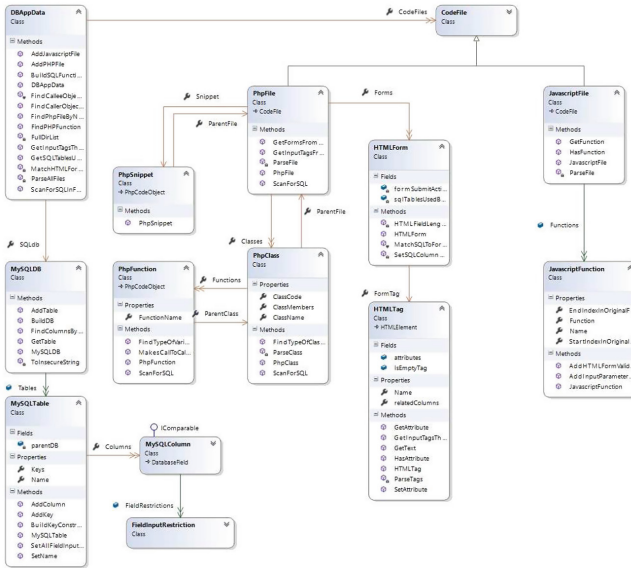 DBAppData
Class
Methods
AddJavascriptFile
AddPHPFile
BuildSQLFuncti...
DBAppData
FindCalleeObje...
FindCallerObjec...
FindPhpFileByN...
FindPHPFunction
FullDirList
GetInputTagsTh...
GetSQLTablesU...
MatchHTMLFor...
ParseAllFiles
ScanForSQLInF...
CodeFiles
CodeFile
Class
SQLdb
Snippet
ParentFile
PhpSnippet
Class
PhpCodeObject
Methods
PhpSnippet
PhpFile
Class
CodeFile
Methods
GetFormsFrom...
GetInputTagsFr...
ParseFile
PhpFile
ScanForSQL
Forms
HTMLForm
Class
Fields
formSubmitActi...
sqlTablesUsedB...
Methods
HTMLFieldLeng...
HTMLForm
MatchSQLToFor...
SetSQLColumn...
JavascriptFile
Class
CodeFile
Methods
GetFunction
HasFunction
JavascriptFile
ParseFile
Functions
Classes
ParentFile
MySQLDB
Class
Methods
AddTable
BuildDB
FindColumnsBy...
GetTable
MySQLDB
ToInsecureString
Tables
PhpFunction
Class
PhpCodeObject
Properties
FunctionName
Methods
FindTypeOfVari...
MakesCallToCal...
PhpFunction
ScanForSQL
Functions
ParentClass
PhpClass
Class
Properties
ClassCode
ClassMembers
ClassName
Methods
FindTypeOfClas...
ParseClass
PhpClass
ScanForSQL
FormTag
HTMLTag
Class
HTMLElement
Fields
attributes
IsEmptyTag
Properties
Name
relatedColumns
Methods
GetAttribute
GetInputTagsTh...
GetText
HasAttribute
HTMLTag
ParseTags
SetAttribute
JavascriptFunction
Class
Properties
EndIndexInOriginalF
Function
Name
StartIndexInOriginal
Methods
AddHTMLFormValid
AddInputParameter.
JavascriptFunction
MySQLTable
Class
Fields
parentDB
Properties
Keys
Name
Methods
AddColumn
AddKey
BuildKeyConstr...
MySQLTable
SetAllFieldInput...
SetName
Columns
IComparable
MySQLColumn
Class
DatabaseField
FieldRestrictions
FieldInputRestriction
Class